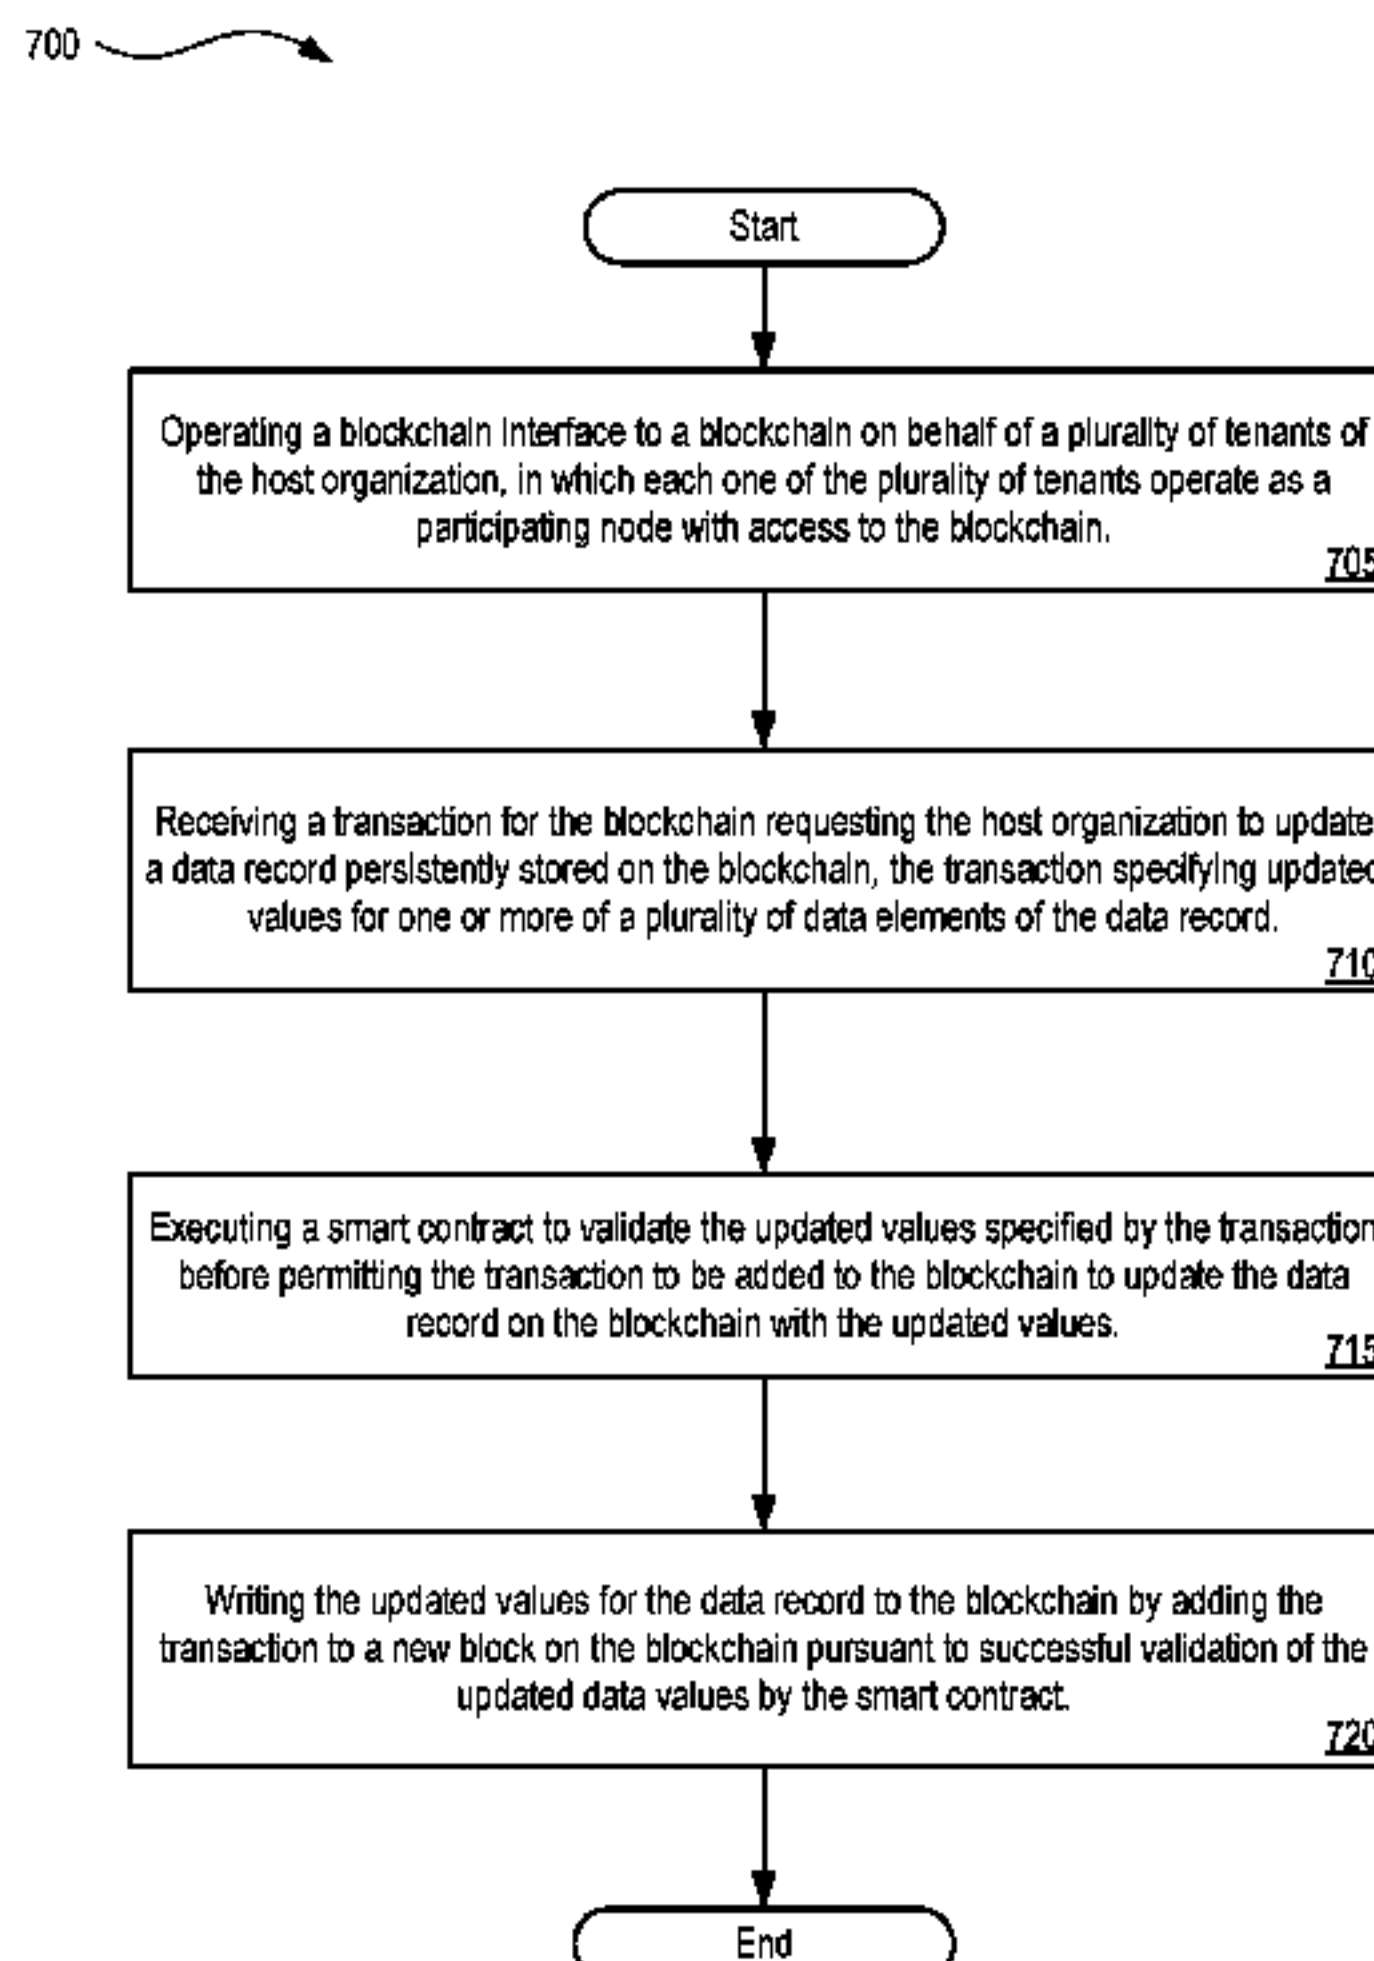 700
Start
Operating a blockchain interface to a blockchain on behalf of a plurality of tenants of
the host organization, in which each one of the plurality of tenants operate as a
participating node with access to the blockchain.
705
Receiving a transaction for the blockchain requesting the host organization to update
a data record persistently stored on the blockchain, the transaction specifying updated
values for one or more of a plurality of data elements of the data record.
710
Executing a smart contract to validate the updated values specified by the transaction
before permitting the transaction to be added to the blockchain to update the data
record on the blockchain with the updated values.
715
Writing the updated values for the data record to the blockchain by adding the
transaction to a new block on the blockchain pursuant to successful validation of the
updated data values by the smart contract.
720
End